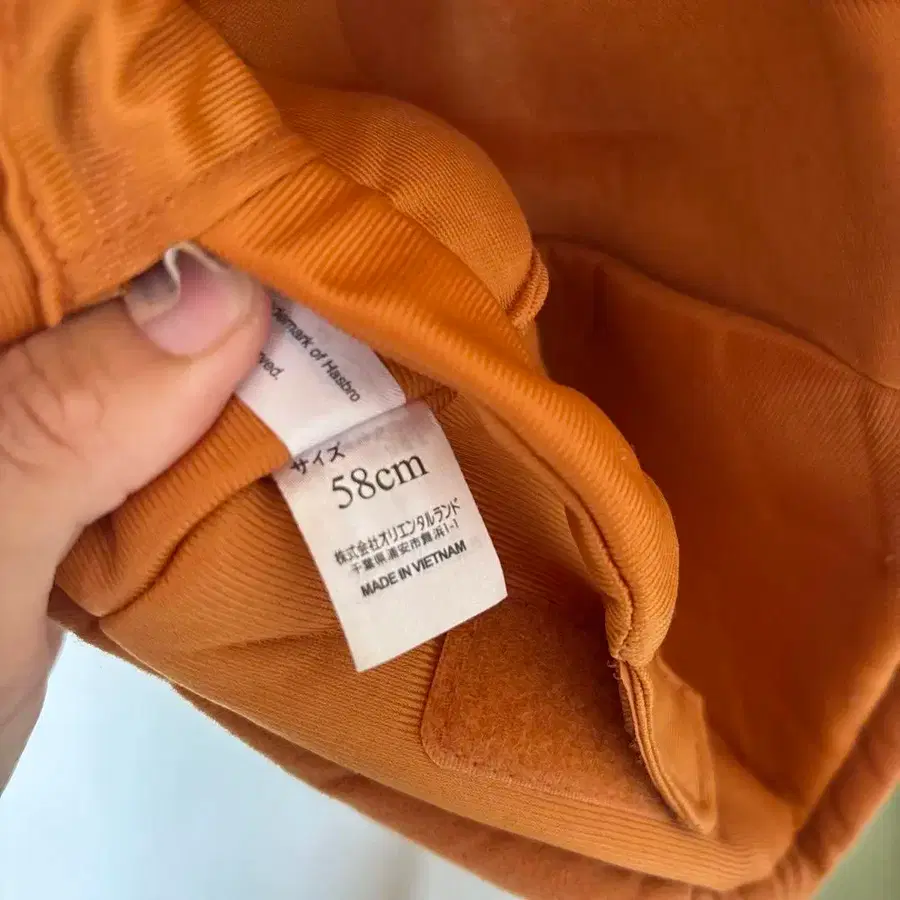 demark of Hasbro
ved.
サイズ
58cm
株式会社オリエンタルランド
千葉県浦安市舞浜1-1
MADE IN VIETNAM